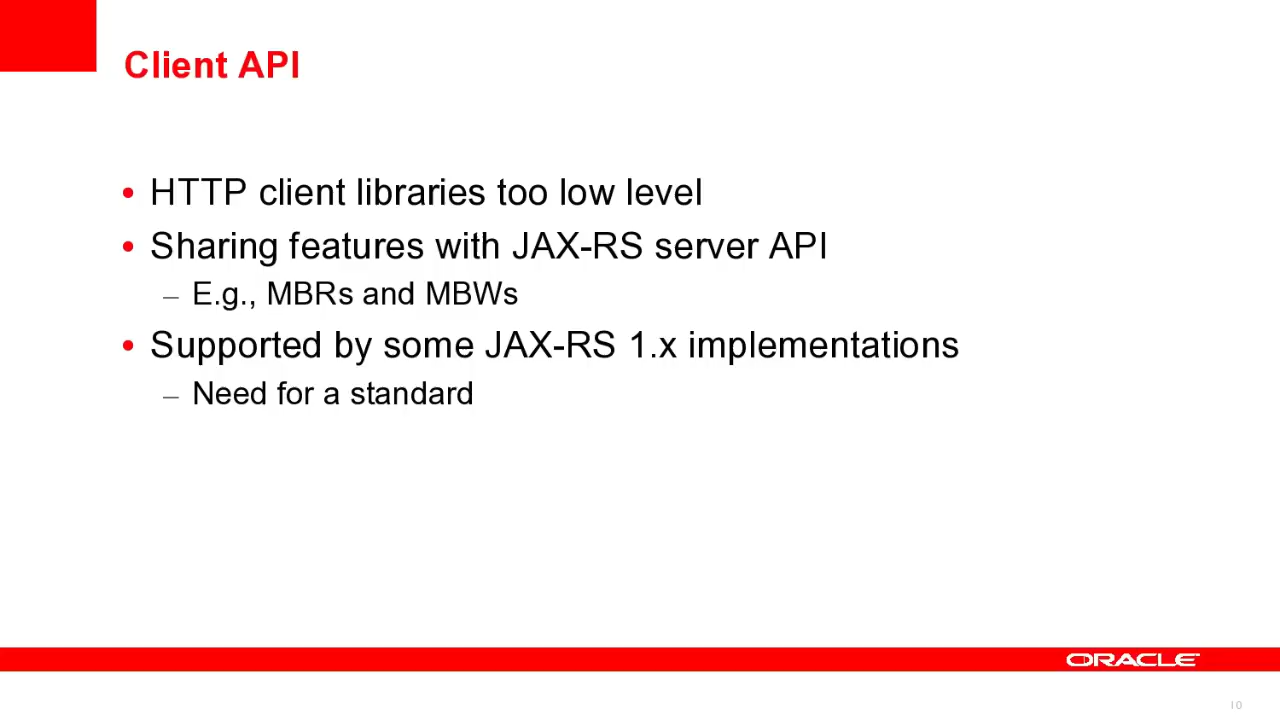 Client API
• HTTP client libraries too low level
• Sharing features with JAX-RS server API
– E.g., MBRs and MBWs
• Supported by some JAX-RS 1.x implementations
– Need for a standard
ORACLE
10